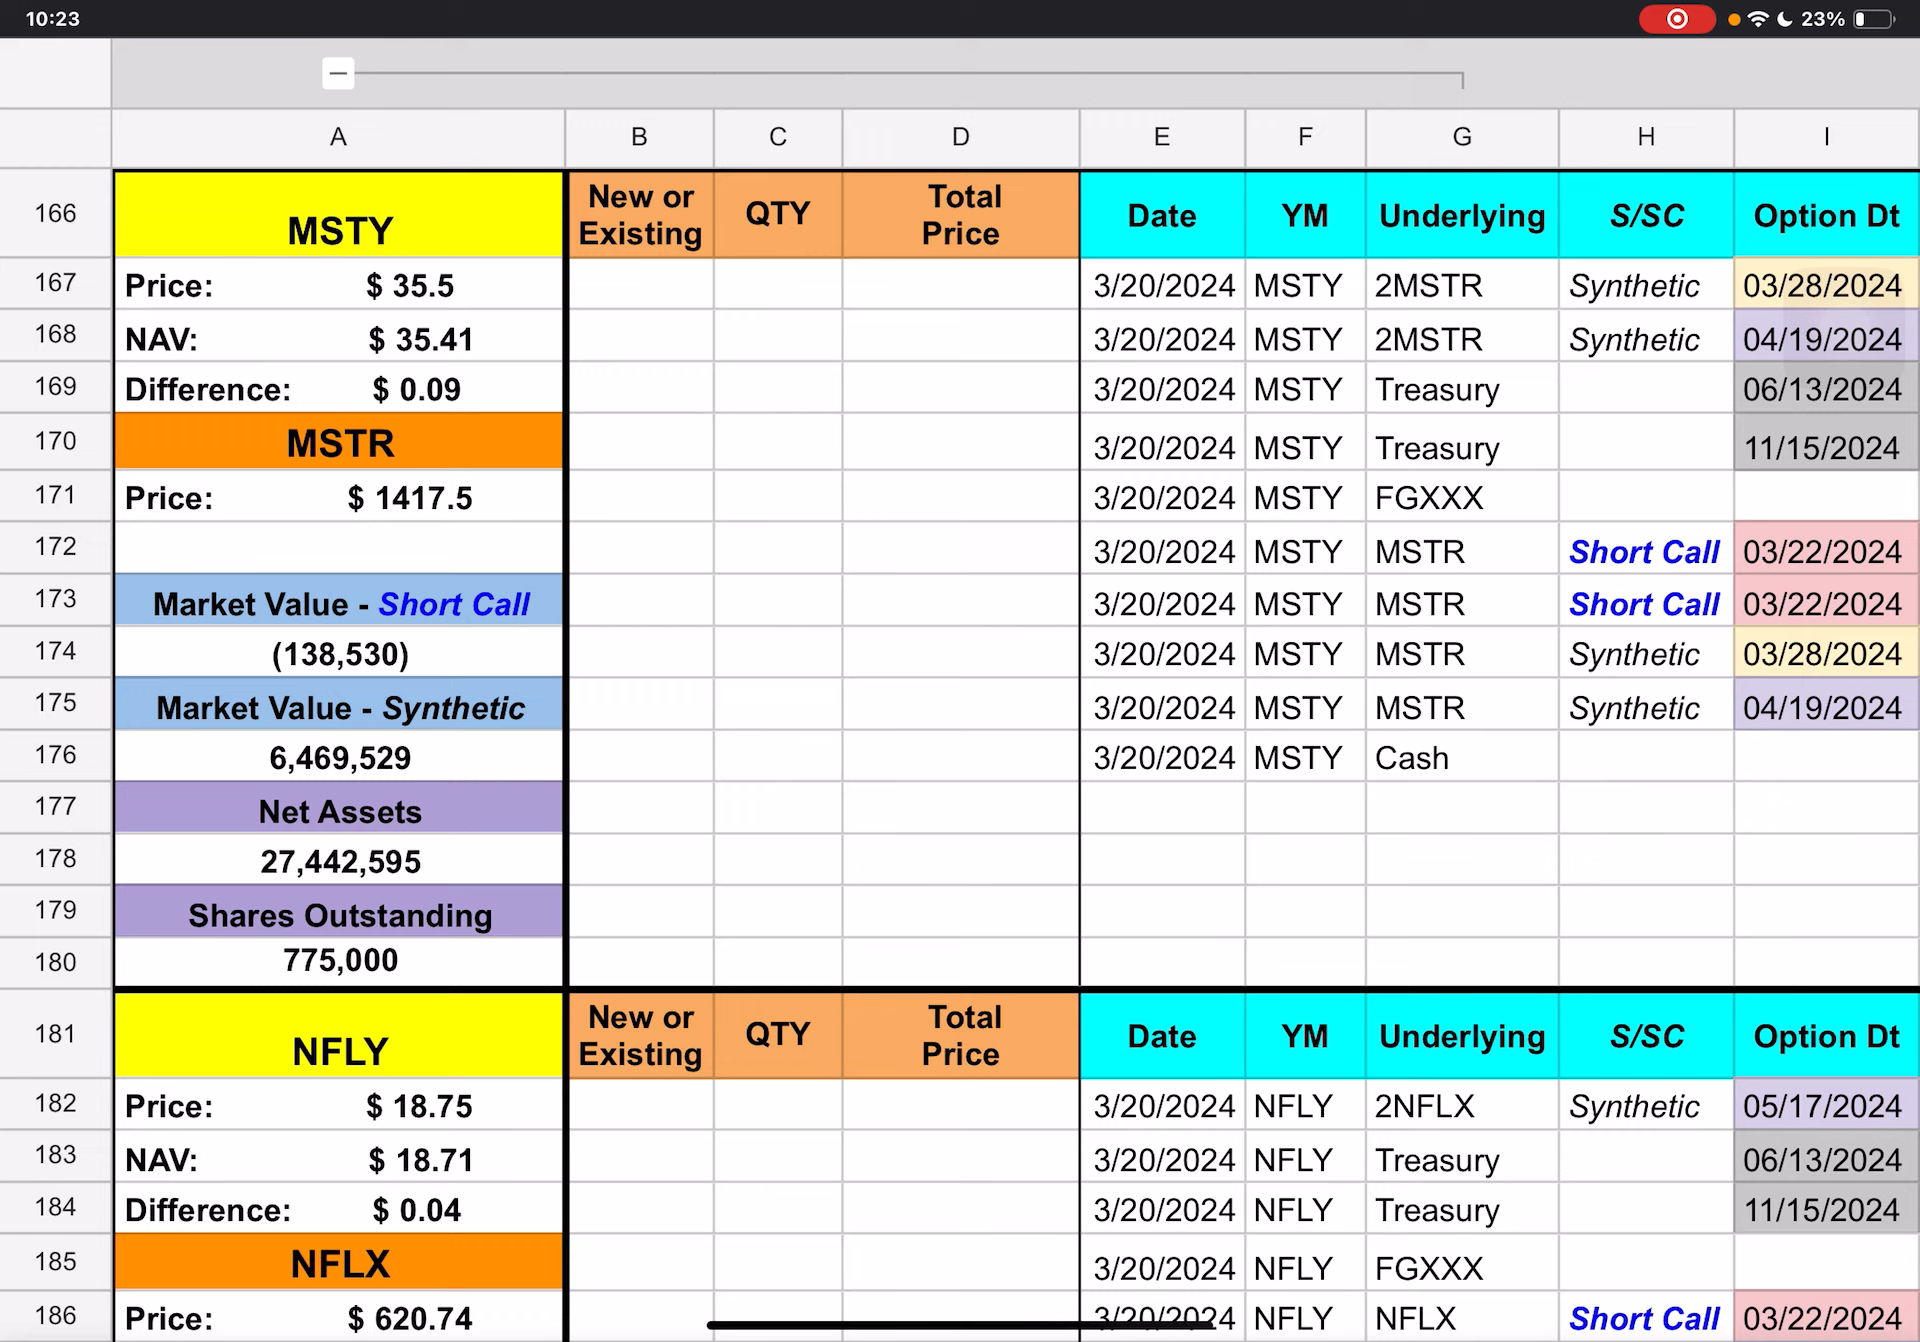 10:23
23%
A B C D E F G H I
166 MSTY New or Existing QTY Total Price Date YM Underlying S/SC Option Dt
167 Price: $ 35.5 3/20/2024 MSTY 2MSTR Synthetic 03/28/2024
168 NAV: $ 35.41 3/20/2024 MSTY 2MSTR Synthetic 04/19/2024
169 Difference: $ 0.09 3/20/2024 MSTY Treasury 06/13/2024
170 MSTR 3/20/2024 MSTY Treasury 11/15/2024
171 Price: $ 1417.5 3/20/2024 MSTY FGXXX
172 3/20/2024 MSTY MSTR Short Call 03/22/2024
173 Market Value - Short Call 3/20/2024 MSTY MSTR Short Call 03/22/2024
174 (138,530) 3/20/2024 MSTY MSTR Synthetic 03/28/2024
175 Market Value - Synthetic 3/20/2024 MSTY MSTR Synthetic 04/19/2024
176 6,469,529 3/20/2024 MSTY Cash
177 Net Assets
178 27,442,595
179 Shares Outstanding
180 775,000
181 NFLY New or Existing QTY Total Price Date YM Underlying S/SC Option Dt
182 Price: $ 18.75 3/20/2024 NFLY 2NFLX Synthetic 05/17/2024
183 NAV: $ 18.71 3/20/2024 NFLY Treasury 06/13/2024
184 Difference: $ 0.04 3/20/2024 NFLY Treasury 11/15/2024
185 NFLX 3/20/2024 NFLY FGXXX
186 Price: $ 620.74 3/20/2024 NFLY NFLX Short Call 03/22/2024